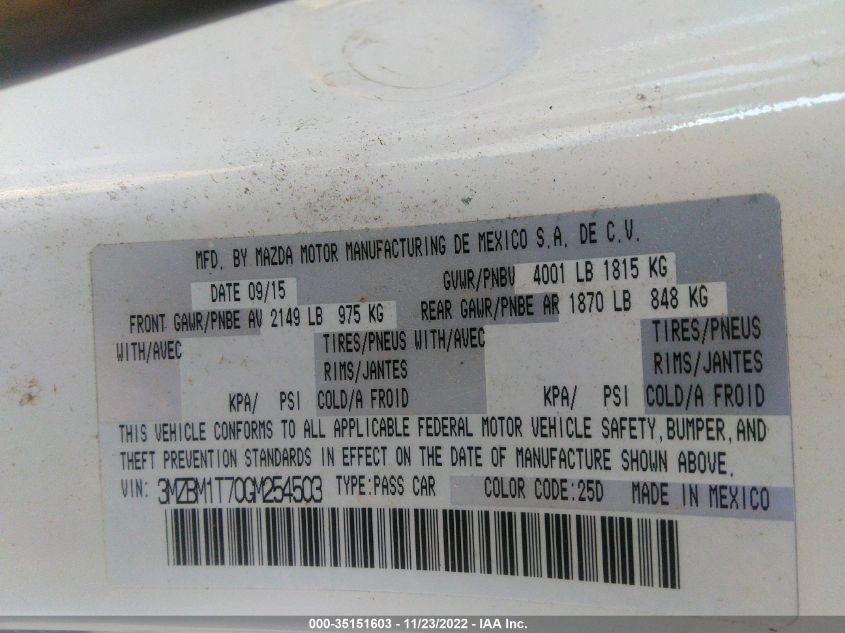 MFD. BY MAZDA MOTOR MANUFACTURING DE MEXICO S.A. DE C.V.
DATE 09/15 GVWR/PNBV 4001 LB 1815 KG
FRONT GAWR/PNBE AV 2149 LB 975 KG REAR GAWR/PNBE AR 1870 LB 848 KG
WITH/AVEC TIRES/PNEUS WITH/AVEC TIRES/PNEUS
RIMS/JANTES RIMS/JANTES
KPA/ PSI COLD/A FROID KPA/ PSI COLD/A FROID
THIS VEHICLE CONFORMS TO ALL APPLICABLE FEDERAL MOTOR VEHICLE SAFETY, BUMPER, AND
THEFT PREVENTION STANDARDS IN EFFECT ON THE DATE OF MANUFACTURE SHOWN ABOVE.
VIN: 3MZBM1T70GM254503 TYPE:PASS CAR COLOR CODE:25D MADE IN MEXICO
000-35151603 - 11/23/2022 - IAA Inc.